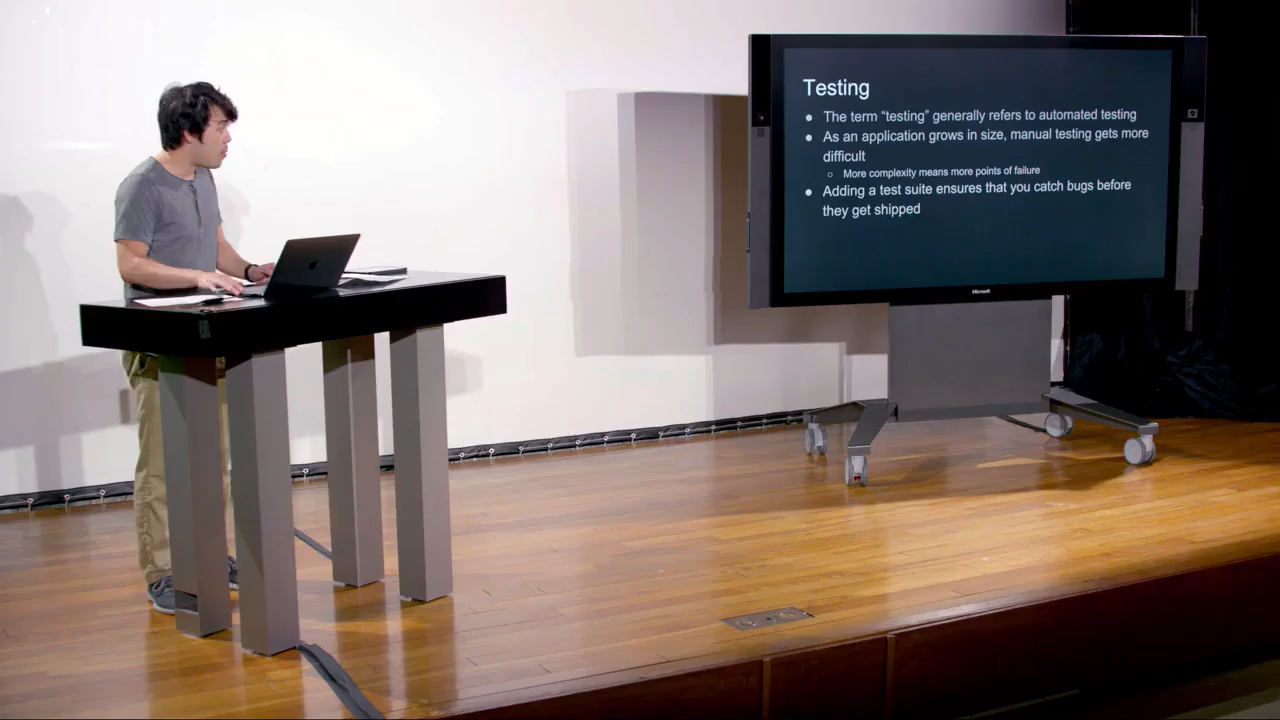 Testing
● The term “testing” generally refers to automated testing
● As an application grows in size, manual testing gets more
difficult
○ More complexity means more points of failure
● Adding a test suite ensures that you catch bugs before
they get shipped
Microsoft